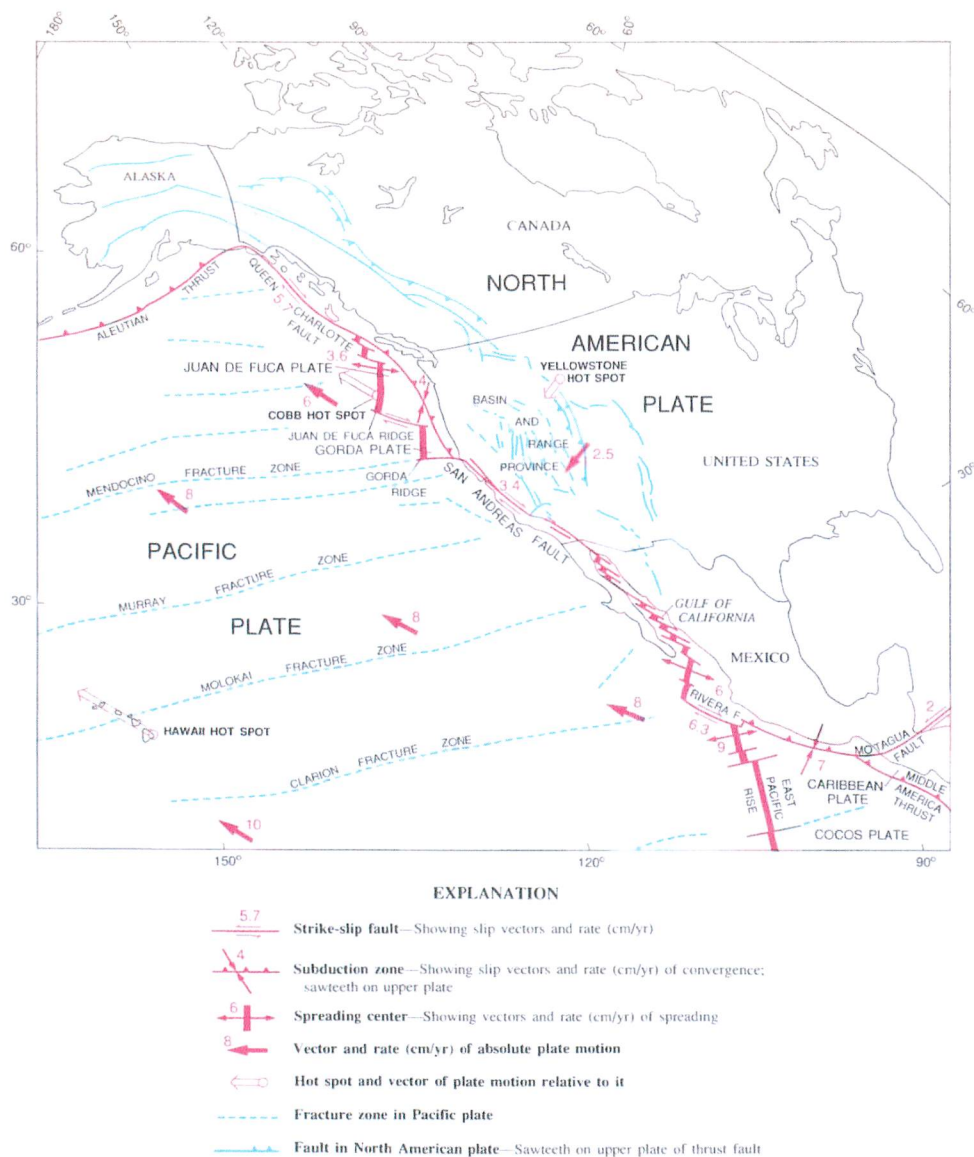 180°
150°
120°
90°
60°
60°
ALASKA
CANADA
60°
NORTH
ALEUTIAN THRUST
QUEEN CHARLOTTE FAULT
5.7
60°
AMERICAN
3.6
JUAN DE FUCA PLATE
YELLOWSTONE
HOT SPOT
4
6
COBB HOT SPOT
BASIN
AND
RANGE
PROVINCE
PLATE
JUAN DE FUCA RIDGE
GORDA PLATE
2.5
UNITED STATES
MENDOCINO FRACTURE ZONE
GORDA
RIDGE
3.4
30°
8
SAN ANDREAS FAULT
PACIFIC
30°
MURRAY FRACTURE ZONE
GULF OF
CALIFORNIA
PLATE
8
MEXICO
MOLOKAI FRACTURE ZONE
6
HAWAII HOT SPOT
8
RIVERA F.
6.3
2
MOTAGUA
FAULT
9
7
CLARION FRACTURE ZONE
CARIBBEAN
PLATE
MIDDLE
AMERICA
THRUST
EAST
PACIFIC
RISE
10
COCOS PLATE
150°
120°
90°
EXPLANATION
5.7
Strike-slip fault—Showing slip vectors and rate (cm/yr)
4
Subduction zone—Showing slip vectors and rate (cm/yr) of convergence;
sawteeth on upper plate
6
Spreading center—Showing vectors and rate (cm/yr) of spreading
8
Vector and rate (cm/yr) of absolute plate motion
Hot spot and vector of plate motion relative to it
Fracture zone in Pacific plate
Fault in North American plate—Sawteeth on upper plate of thrust fault